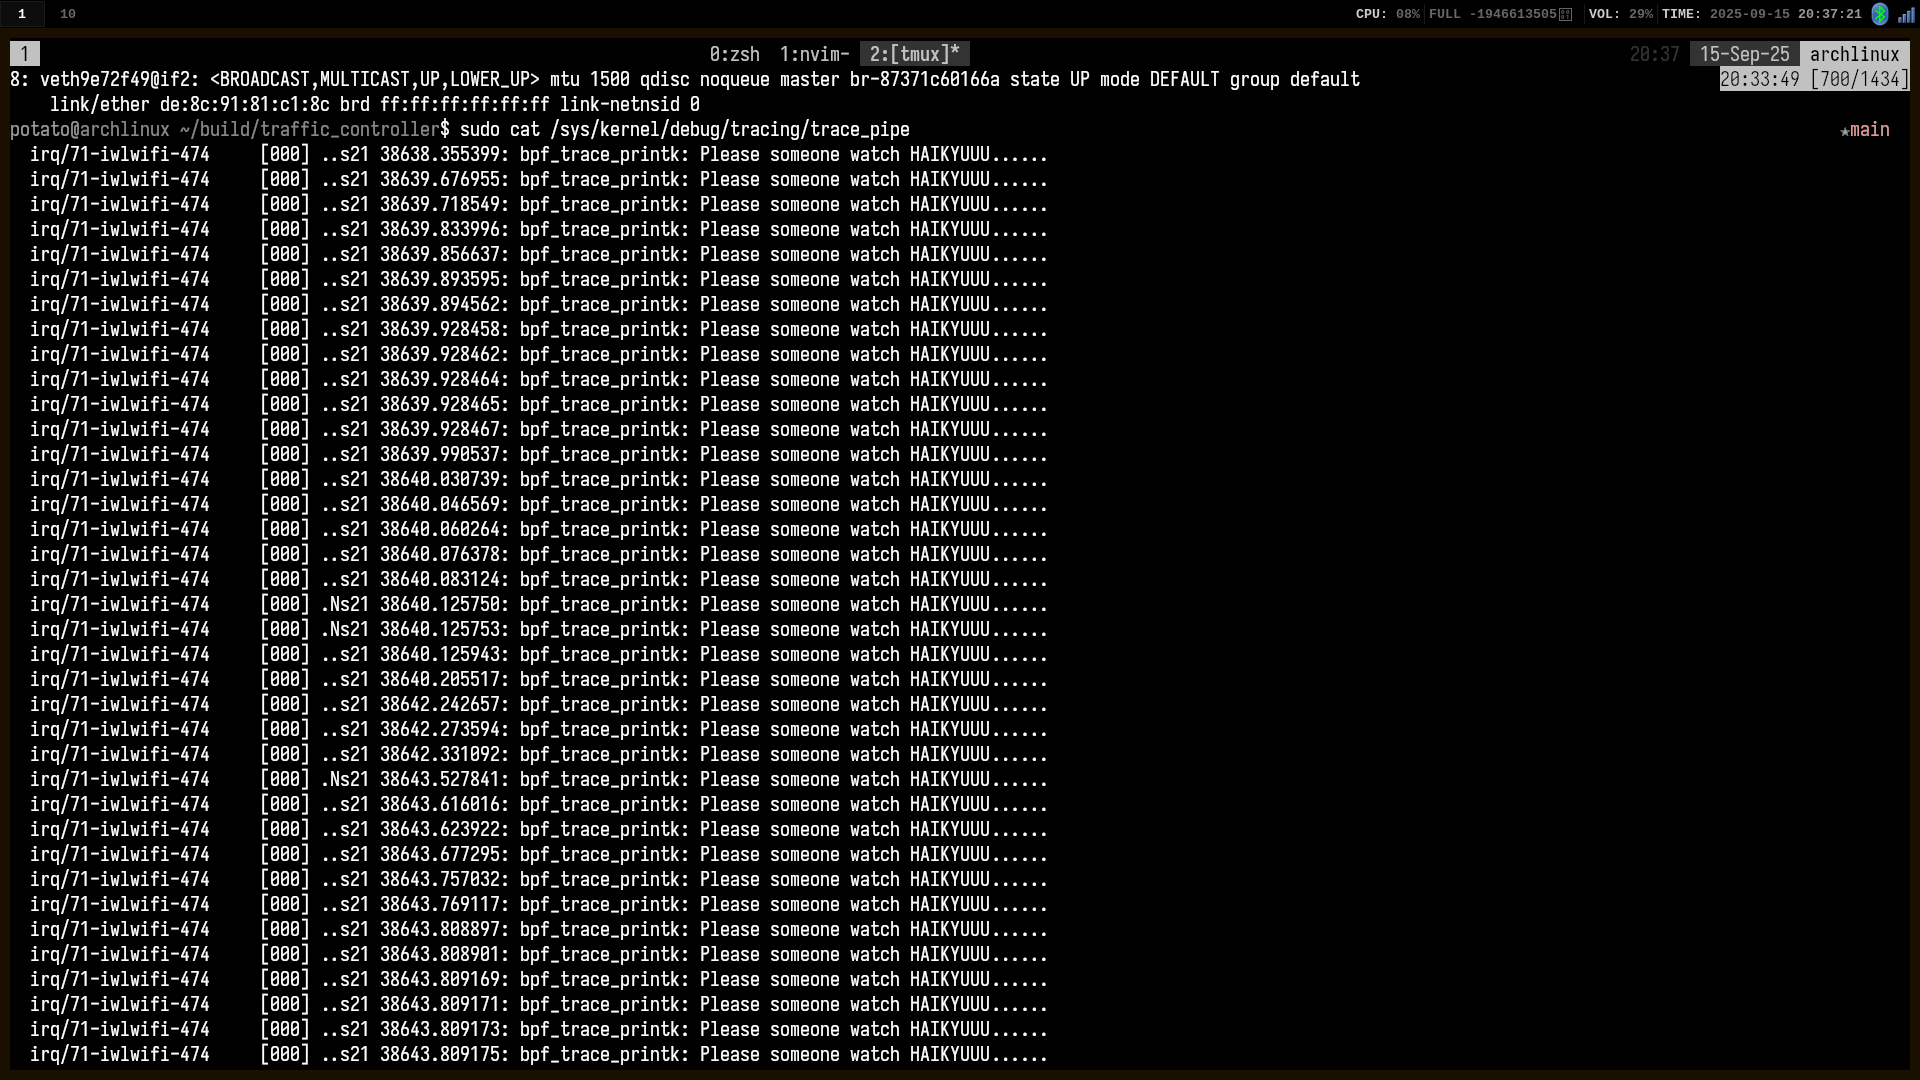 1 10 CPU: 08% FULL -1946613505 VOL: 29% TIME: 2025-09-15 20:37:21
1 0:zsh 1:nvim- 2:[tmux]* 20:37 15-Sep-25 archlinux
8: veth9e72f49@if2: <BROADCAST,MULTICAST,UP,LOWER_UP> mtu 1500 qdisc noqueue master br-87371c60166a state UP mode DEFAULT group default 20:33:49 [700/1434]
link/ether de:8c:91:81:c1:8c brd ff:ff:ff:ff:ff:ff link-netnsid 0
potato@archlinux ~/build/traffic_controller$ sudo cat /sys/kernel/debug/tracing/trace_pipe ★main
irq/71-iwlwifi-474 [000] ..s21 38638.355399: bpf_trace_printk: Please someone watch HAIKYUUU......
irq/71-iwlwifi-474 [000] ..s21 38639.676955: bpf_trace_printk: Please someone watch HAIKYUUU......
irq/71-iwlwifi-474 [000] ..s21 38639.718549: bpf_trace_printk: Please someone watch HAIKYUUU......
irq/71-iwlwifi-474 [000] ..s21 38639.833996: bpf_trace_printk: Please someone watch HAIKYUUU......
irq/71-iwlwifi-474 [000] ..s21 38639.856637: bpf_trace_printk: Please someone watch HAIKYUUU......
irq/71-iwlwifi-474 [000] ..s21 38639.893595: bpf_trace_printk: Please someone watch HAIKYUUU......
irq/71-iwlwifi-474 [000] ..s21 38639.894562: bpf_trace_printk: Please someone watch HAIKYUUU......
irq/71-iwlwifi-474 [000] ..s21 38639.928458: bpf_trace_printk: Please someone watch HAIKYUUU......
irq/71-iwlwifi-474 [000] ..s21 38639.928462: bpf_trace_printk: Please someone watch HAIKYUUU......
irq/71-iwlwifi-474 [000] ..s21 38639.928464: bpf_trace_printk: Please someone watch HAIKYUUU......
irq/71-iwlwifi-474 [000] ..s21 38639.928465: bpf_trace_printk: Please someone watch HAIKYUUU......
irq/71-iwlwifi-474 [000] ..s21 38639.928467: bpf_trace_printk: Please someone watch HAIKYUUU......
irq/71-iwlwifi-474 [000] ..s21 38639.990537: bpf_trace_printk: Please someone watch HAIKYUUU......
irq/71-iwlwifi-474 [000] ..s21 38640.030739: bpf_trace_printk: Please someone watch HAIKYUUU......
irq/71-iwlwifi-474 [000] ..s21 38640.046569: bpf_trace_printk: Please someone watch HAIKYUUU......
irq/71-iwlwifi-474 [000] ..s21 38640.060264: bpf_trace_printk: Please someone watch HAIKYUUU......
irq/71-iwlwifi-474 [000] ..s21 38640.076378: bpf_trace_printk: Please someone watch HAIKYUUU......
irq/71-iwlwifi-474 [000] ..s21 38640.083124: bpf_trace_printk: Please someone watch HAIKYUUU......
irq/71-iwlwifi-474 [000] .Ns21 38640.125750: bpf_trace_printk: Please someone watch HAIKYUUU......
irq/71-iwlwifi-474 [000] .Ns21 38640.125753: bpf_trace_printk: Please someone watch HAIKYUUU......
irq/71-iwlwifi-474 [000] ..s21 38640.125943: bpf_trace_printk: Please someone watch HAIKYUUU......
irq/71-iwlwifi-474 [000] ..s21 38640.205517: bpf_trace_printk: Please someone watch HAIKYUUU......
irq/71-iwlwifi-474 [000] ..s21 38642.242657: bpf_trace_printk: Please someone watch HAIKYUUU......
irq/71-iwlwifi-474 [000] ..s21 38642.273594: bpf_trace_printk: Please someone watch HAIKYUUU......
irq/71-iwlwifi-474 [000] ..s21 38642.331092: bpf_trace_printk: Please someone watch HAIKYUUU......
irq/71-iwlwifi-474 [000] .Ns21 38643.527841: bpf_trace_printk: Please someone watch HAIKYUUU......
irq/71-iwlwifi-474 [000] ..s21 38643.616016: bpf_trace_printk: Please someone watch HAIKYUUU......
irq/71-iwlwifi-474 [000] ..s21 38643.623922: bpf_trace_printk: Please someone watch HAIKYUUU......
irq/71-iwlwifi-474 [000] ..s21 38643.677295: bpf_trace_printk: Please someone watch HAIKYUUU......
irq/71-iwlwifi-474 [000] ..s21 38643.757032: bpf_trace_printk: Please someone watch HAIKYUUU......
irq/71-iwlwifi-474 [000] ..s21 38643.769117: bpf_trace_printk: Please someone watch HAIKYUUU......
irq/71-iwlwifi-474 [000] ..s21 38643.808897: bpf_trace_printk: Please someone watch HAIKYUUU......
irq/71-iwlwifi-474 [000] ..s21 38643.808901: bpf_trace_printk: Please someone watch HAIKYUUU......
irq/71-iwlwifi-474 [000] ..s21 38643.809169: bpf_trace_printk: Please someone watch HAIKYUUU......
irq/71-iwlwifi-474 [000] ..s21 38643.809171: bpf_trace_printk: Please someone watch HAIKYUUU......
irq/71-iwlwifi-474 [000] ..s21 38643.809173: bpf_trace_printk: Please someone watch HAIKYUUU......
irq/71-iwlwifi-474 [000] ..s21 38643.809175: bpf_trace_printk: Please someone watch HAIKYUUU......